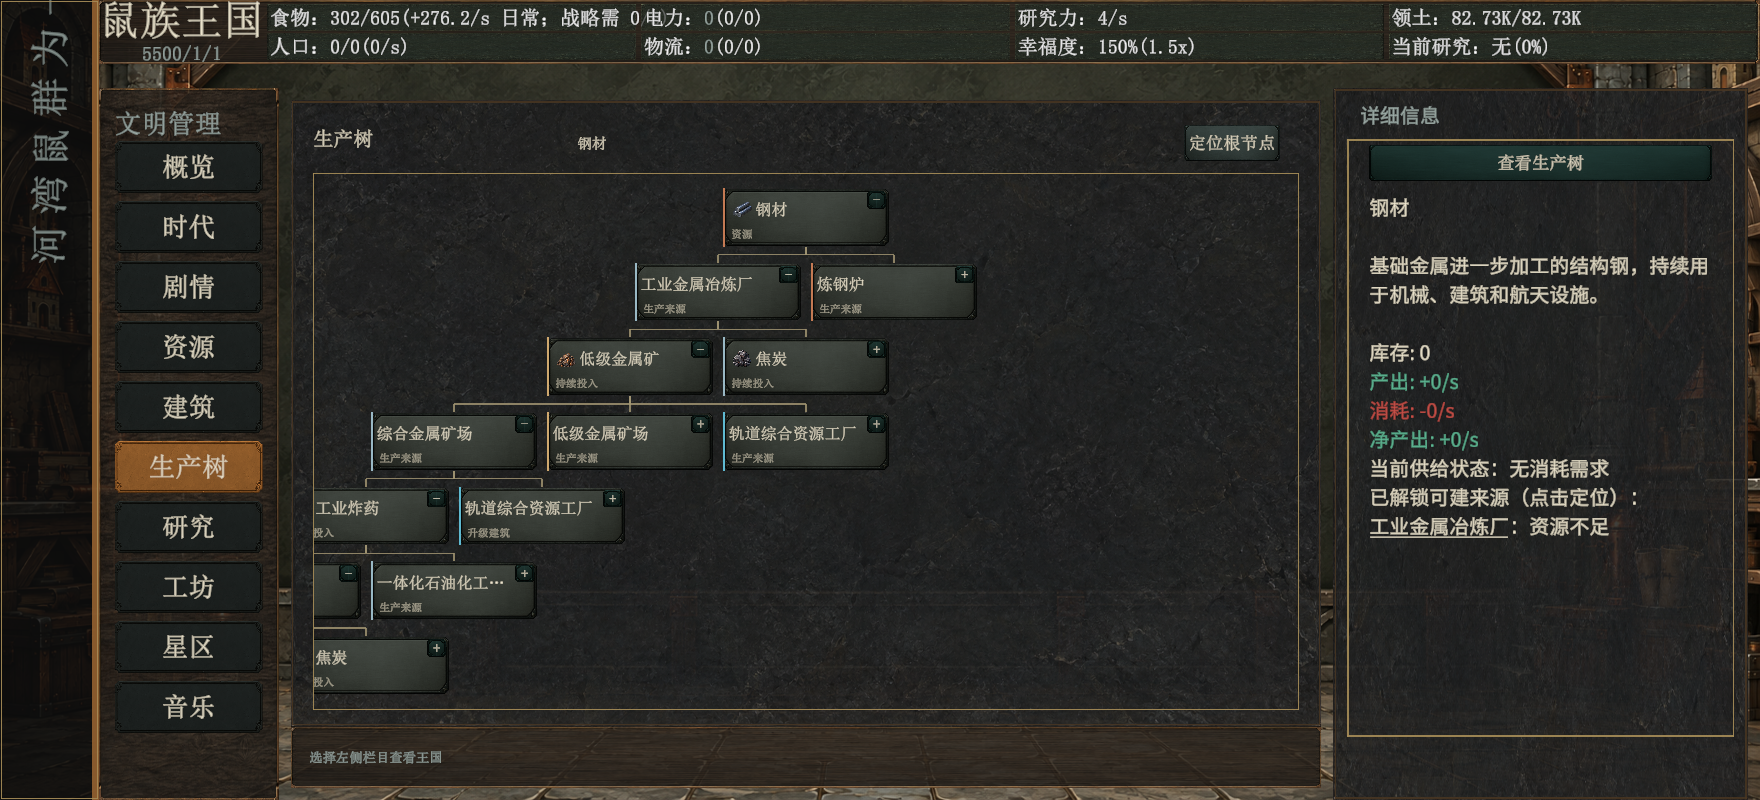 河湾鼠群为
鼠族王国
5500/1/1
食物: 302/605(+276.2/s 日常; 战略需 0
电力: 0(0/0)
研究力: 4/s
领土: 82.73K/82.73K
人口: 0/0(0/s)
物流: 0(0/0)
幸福度: 150%(1.5x)
当前研究: 无(0%)
文明管理
概览
时代
剧情
资源
建筑
生产树
研究
工坊
星区
音乐
生产树
钢材
定位根节点
钢材
资源
工业金属冶炼厂
生产来源
炼钢炉
生产来源
低级金属矿
持续投入
焦炭
持续投入
综合金属矿场
生产来源
低级金属矿场
生产来源
轨道综合资源工厂
生产来源
工业炸药
投入
轨道综合资源工厂
升级建筑
一体化石油化工…
生产来源
焦炭
投入
选择左侧栏目查看王国
详细信息
查看生产树
钢材
基础金属进一步加工的结构钢，持续用
于机械、建筑和航天设施。
库存: 0
产出: +0/s
消耗: -0/s
净产出: +0/s
当前供给状态: 无消耗需求
已解锁可建来源（点击定位）:
工业金属冶炼厂: 资源不足